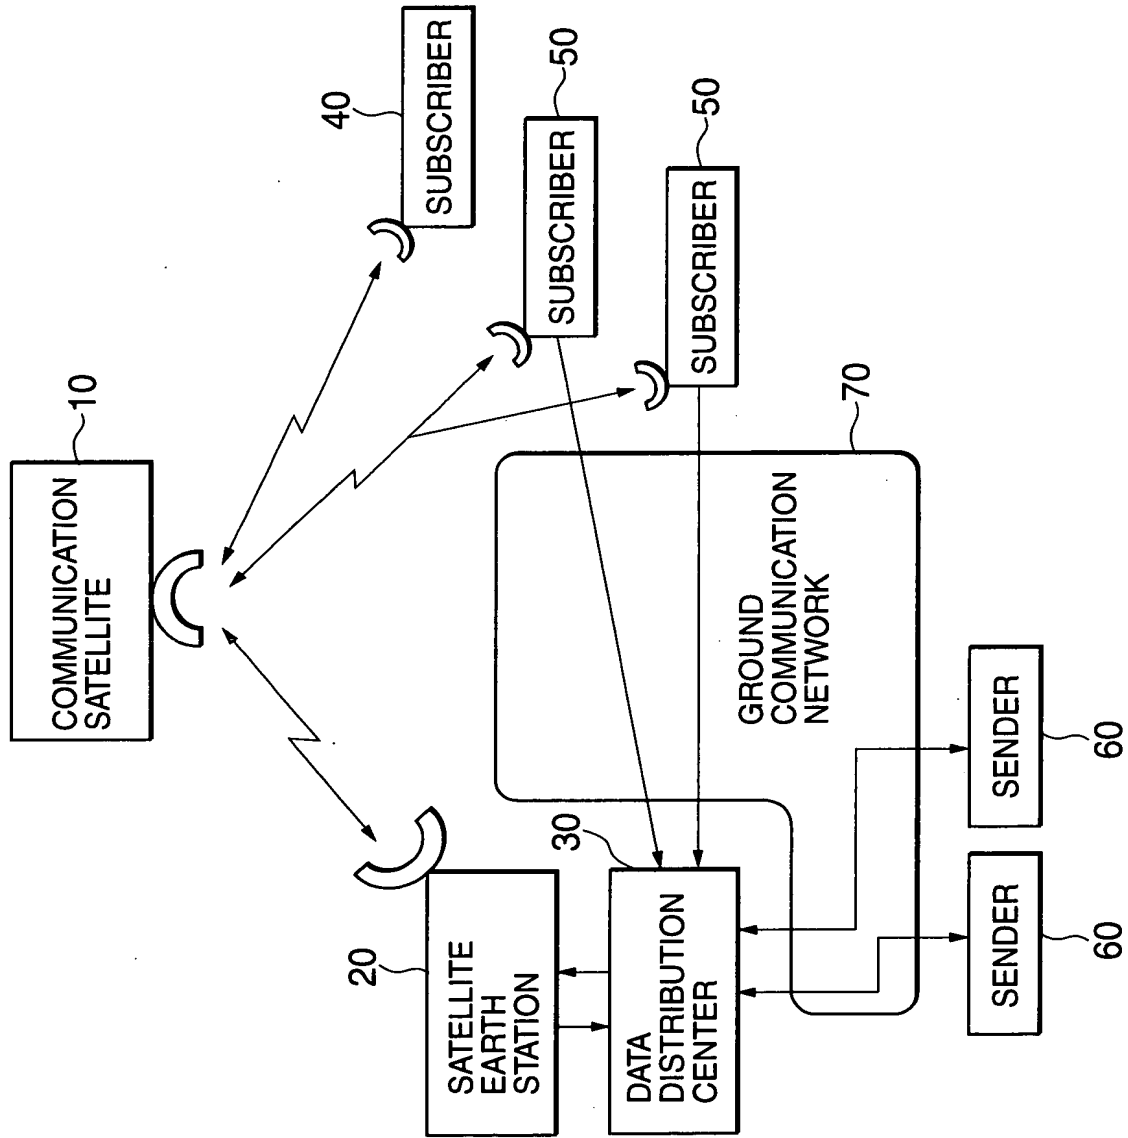 10
COMMUNICATION
SATELLITE
40
SUBSCRIBER
50
SUBSCRIBER
50
SUBSCRIBER
20
SATELLITE
EARTH
STATION
30
DATA
DISTRIBUTION
CENTER
70
GROUND
COMMUNICATION
NETWORK
SENDER
60
SENDER
60